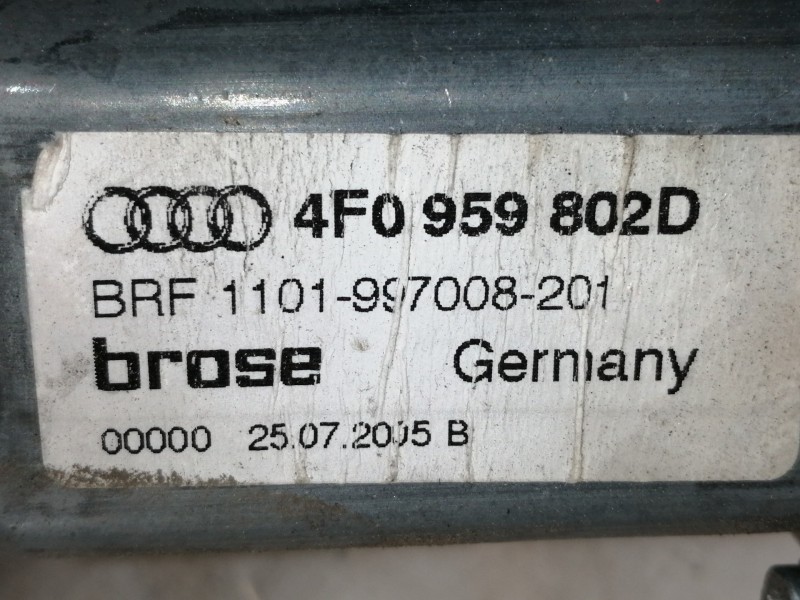 4F0 959 802D
BRF 1101-997008-201
brose Germany
00000 25.07.2005 B